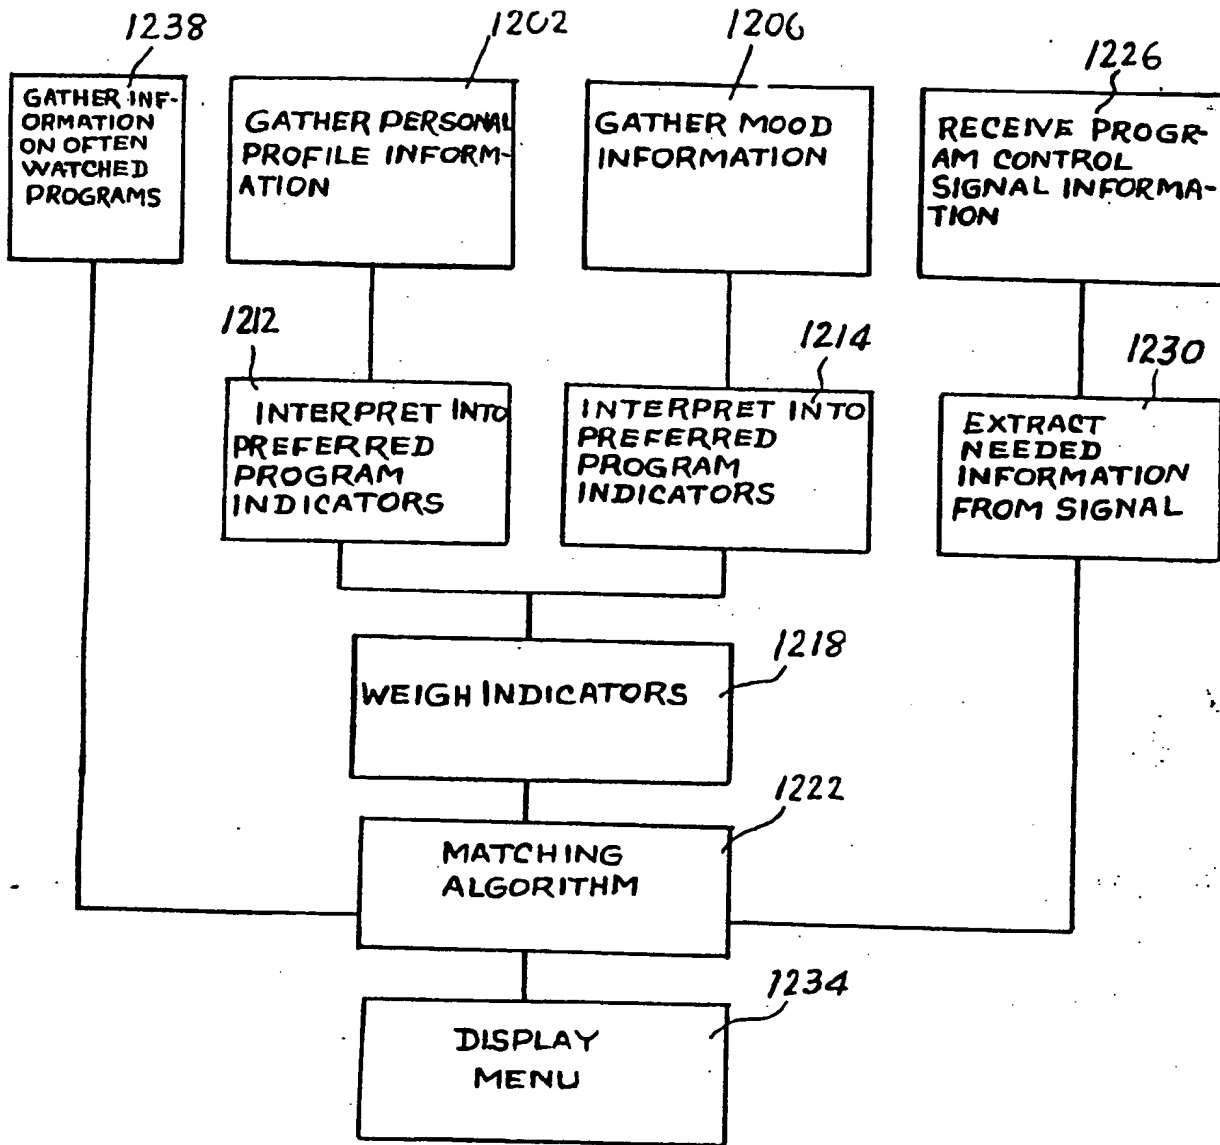 1238
GATHER INF-
ORMATION
ON OFTEN
WATCHED
PROGRAMS
1202
GATHER PERSONAL
PROFILE INFORM-
ATION
1206
GATHER MOOD
INFORMATION
1226
RECEIVE PROGR-
AM CONTROL
SIGNAL INFORMA-
TION
1212
INTERPRET INTO
PREFERRED
PROGRAM
INDICATORS
1214
INTERPRET INTO
PREFERRED
PROGRAM
INDICATORS
1230
EXTRACT
NEEDED
INFORMATION
FROM SIGNAL
1218
WEIGH INDICATORS
1222
MATCHING
ALGORITHM
1234
DISPLAY
MENU